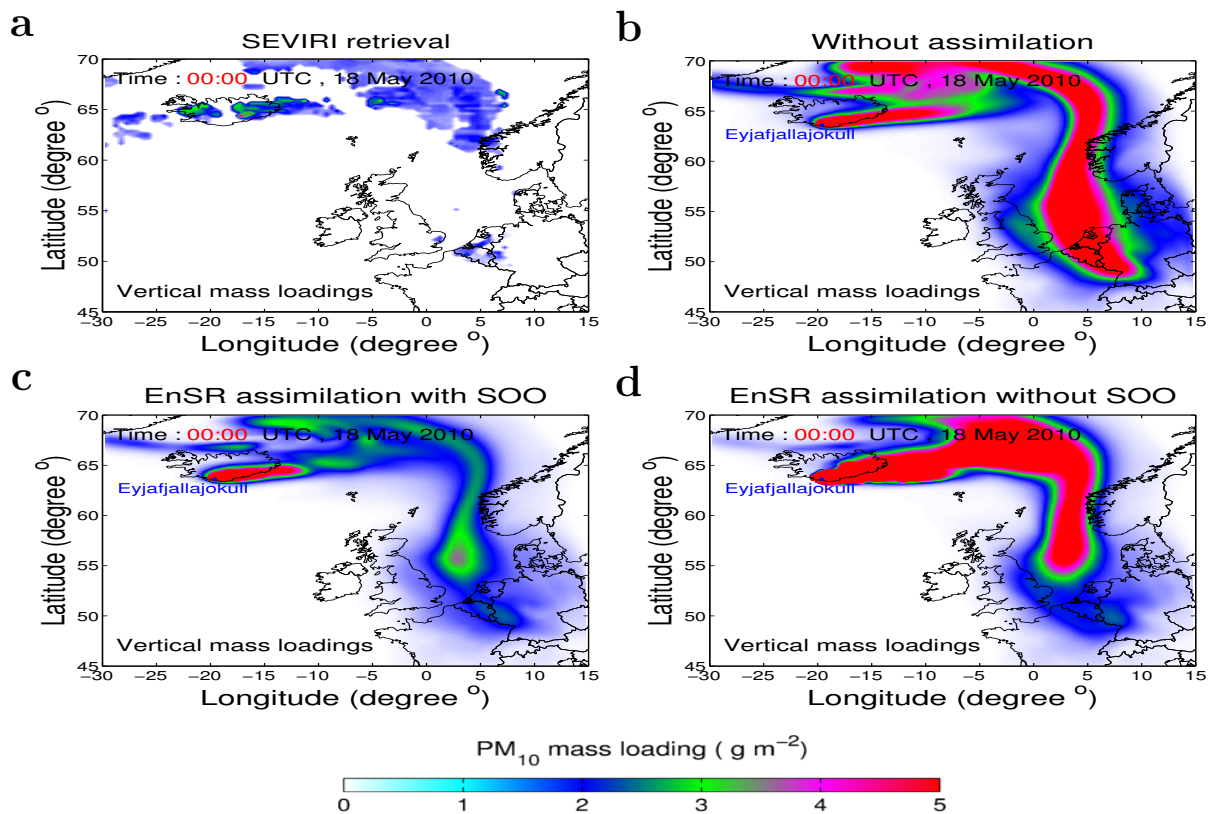 a
SEVIRI retrieval
Time : 00:00 UTC , 18 May 2010
Vertical mass loadings
Latitude (degree °)
70
65
60
55
50
45
−30 −25 −20 −15 −10 −5 0 5 10 15
Longitude (degree °)
b
Without assimilation
Time : 00:00 UTC , 18 May 2010
Eyjafjallajokull
Vertical mass loadings
Latitude (degree °)
70
65
60
55
50
45
−30 −25 −20 −15 −10 −5 0 5 10 15
Longitude (degree °)
c
EnSR assimilation with SOO
Time : 00:00 UTC , 18 May 2010
Eyjafjallajokull
Vertical mass loadings
Latitude (degree °)
70
65
60
55
50
45
−30 −25 −20 −15 −10 −5 0 5 10 15
Longitude (degree °)
d
EnSR assimilation without SOO
Time : 00:00 UTC , 18 May 2010
Eyjafjallajokull
Vertical mass loadings
Latitude (degree °)
70
65
60
55
50
45
−30 −25 −20 −15 −10 −5 0 5 10 15
Longitude (degree °)
PM₁₀ mass loading ( g m⁻²)
0 1 2 3 4 5